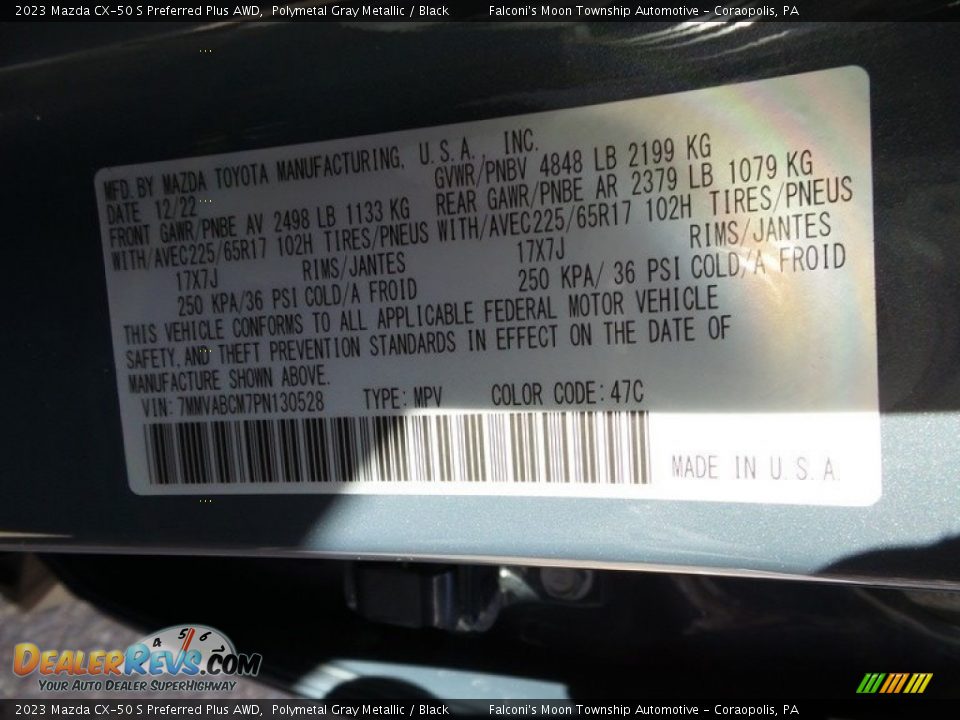 2023 Mazda CX-50 S Preferred Plus AWD, Polymetal Gray Metallic / Black Falconi's Moon Township Automotive - Coraopolis, PA
MFD. BY MAZDA TOYOTA MANUFACTURING, U.S.A. INC.
DATE 12/22 GVWR/PNBV 4848 LB 2199 KG
FRONT GAWR/PNBE AV 2498 LB 1133 KG REAR GAWR/PNBE AR 2379 LB 1079 KG
WITH/AVEC225/65R17 102H TIRES/PNEUS WITH/AVEC225/65R17 102H TIRES/PNEUS
17X7J RIMS/JANTES 17X7J RIMS/JANTES
250 KPA/36 PSI COLD/A FROID 250 KPA/ 36 PSI COLD/A FROID
THIS VEHICLE CONFORMS TO ALL APPLICABLE FEDERAL MOTOR VEHICLE
SAFETY, AND THEFT PREVENTION STANDARDS IN EFFECT ON THE DATE OF
MANUFACTURE SHOWN ABOVE.
VIN: 7MMVABCM7PN130528 TYPE: MPV COLOR CODE: 47C
MADE IN U.S.A.
4 5 6
DEALERREVS.COM
YOUR AUTO DEALER SUPERHIGHWAY
2023 Mazda CX-50 S Preferred Plus AWD, Polymetal Gray Metallic / Black Falconi's Moon Township Automotive - Coraopolis, PA